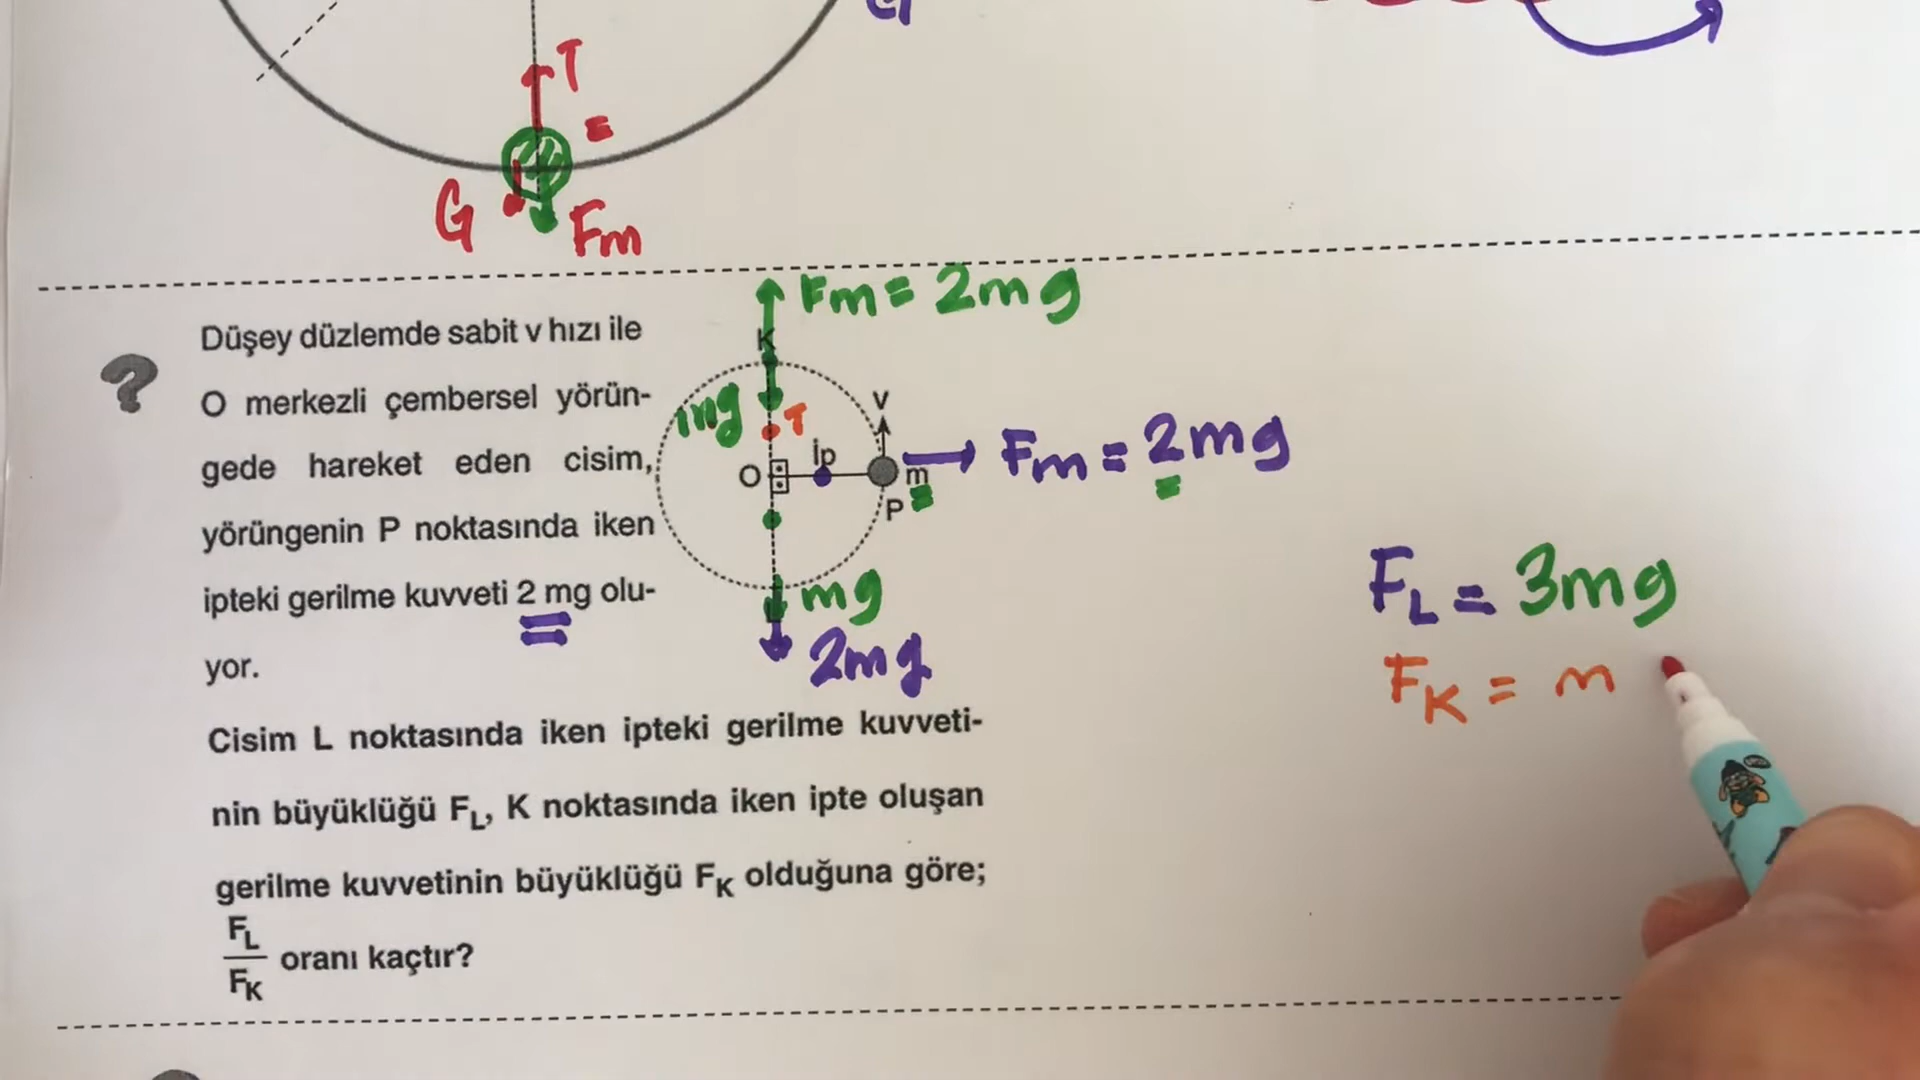 T
=
G
Fm
Fm = 2mg
Düşey düzlemde sabit v hızı ile
O merkezli çembersel yörün-
gede hareket eden cisim,
yörüngenin P noktasında iken
ipteki gerilme kuvveti 2 mg olu-
yor.
K
mg
T
V
İp
O
m
P
Fm = 2mg
mg
2mg
FL = 3mg
FK = m
Cisim L noktasında iken ipteki gerilme kuvveti-
nin büyüklüğü FL, K noktasında iken ipte oluşan
gerilme kuvvetinin büyüklüğü FK olduğuna göre;
FL
FK
oranı kaçtır?